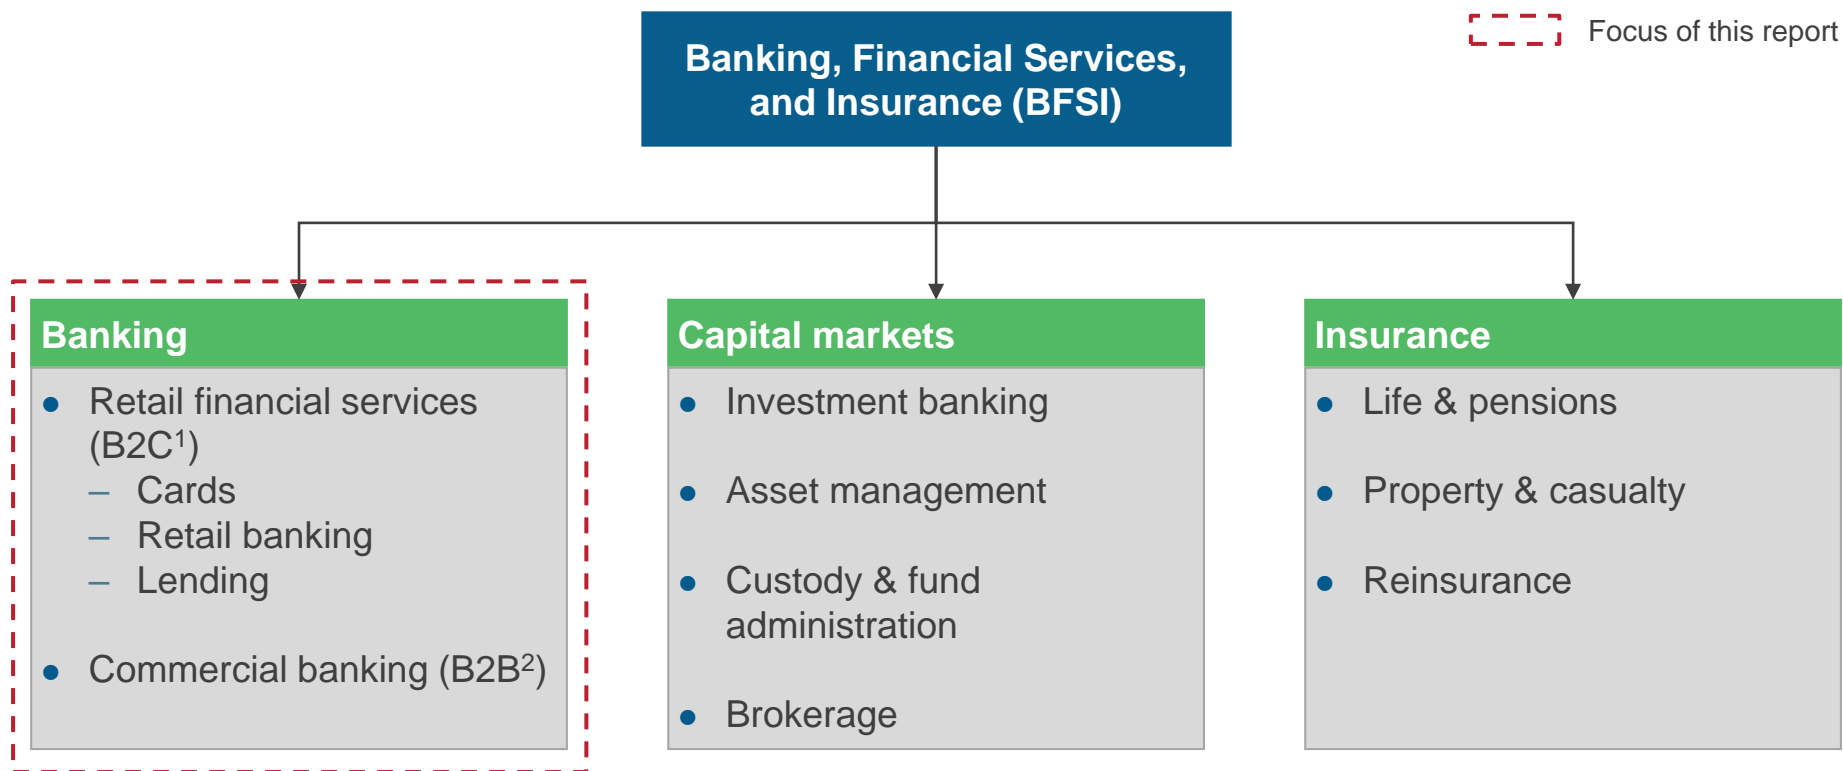 Focus of this report
Banking, Financial Services,
and Insurance (BFSI)
Banking
● Retail financial services
(B2C¹)
– Cards
– Retail banking
– Lending
● Commercial banking (B2B²)
Capital markets
● Investment banking
● Asset management
● Custody & fund
administration
● Brokerage
Insurance
● Life & pensions
● Property & casualty
● Reinsurance